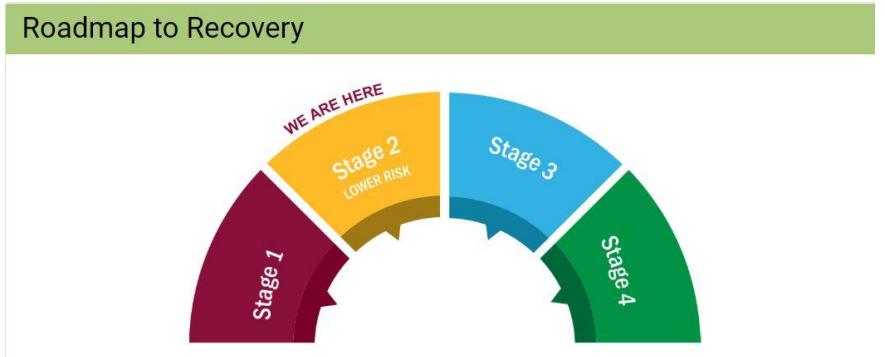 Roadmap to Recovery
WE ARE HERE
Stage 1
Stage 2
LOWER RISK
Stage 3
Stage 4